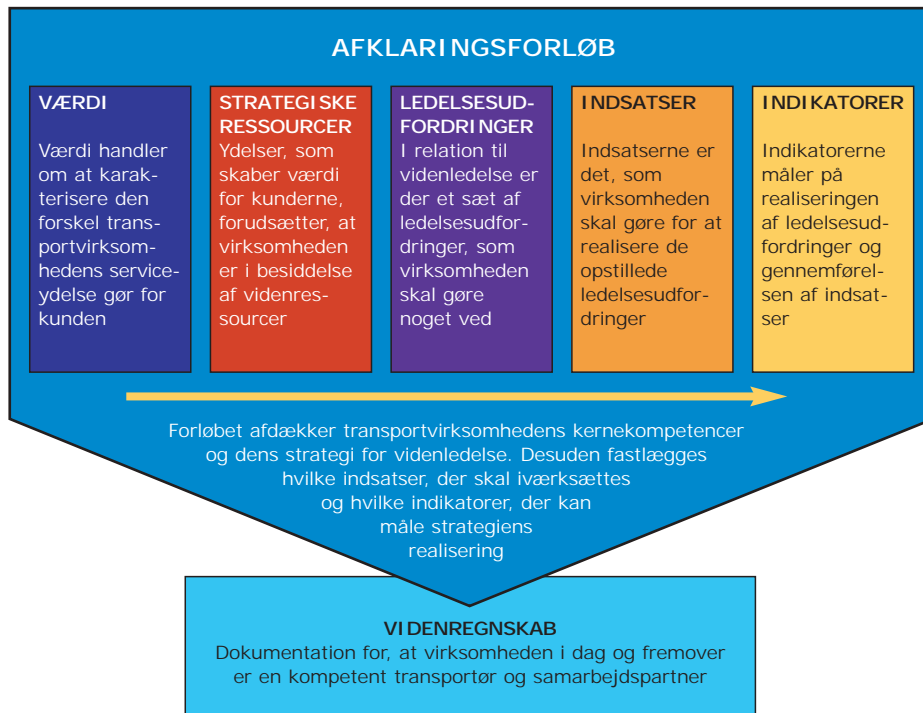 AFKLARINGSFORLØB
VÆRDI
Værdi handler
om at karak-
terisere den
forskel trans-
portvirksom-
hedens service-
ydelse gør for
kunden
STRATEGISKE
RESSOURCER
Ydelser, som
skaber værdi
for kunderne,
forudsætter, at
virksomheden
er i besiddelse
af videnres-
sourcer
LEDELSESUD-
FORDRINGER
I relation til
videnledelse er
der et sæt af
ledelsesudfor-
dringer, som
virksomheden
skal gøre
noget ved
INDSATSER
Indsatserne er
det, som
virksomheden
skal gøre for at
realisere de
opstillede
ledelsesudfor-
dringer
INDIKATORER
Indikatorerne
måler på
realiseringen
af ledelsesud-
fordringer og
gennemførel-
sen af indsat-
ser
Forløbet afdækker transportvirksomhedens kernekompetencer
og dens strategi for videnledelse. Desuden fastlægges
hvilke indsatser, der skal iværksættes
og hvilke indikatorer, der kan
måle strategiens
realisering
VIDENREGNSKAB
Dokumentation for, at virksomheden i dag og fremover
er en kompetent transportør og samarbejdspartner